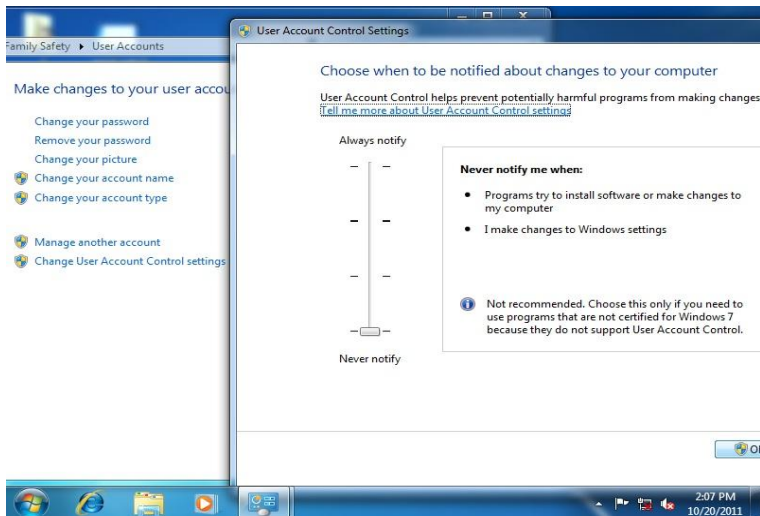 User Account Control Settings
Family Safety ▸ User Accounts
Make changes to your user accou
Change your password
Remove your password
Change your picture
Change your account name
Change your account type
Manage another account
Change User Account Control settings
Choose when to be notified about changes to your computer
User Account Control helps prevent potentially harmful programs from making changes
Tell me more about User Account Control settings
Always notify
Never notify me when:
• Programs try to install software or make changes to
my computer
• I make changes to Windows settings
Not recommended. Choose this only if you need to
use programs that are not certified for Windows 7
because they do not support User Account Control.
Never notify
2:07 PM
10/20/2011